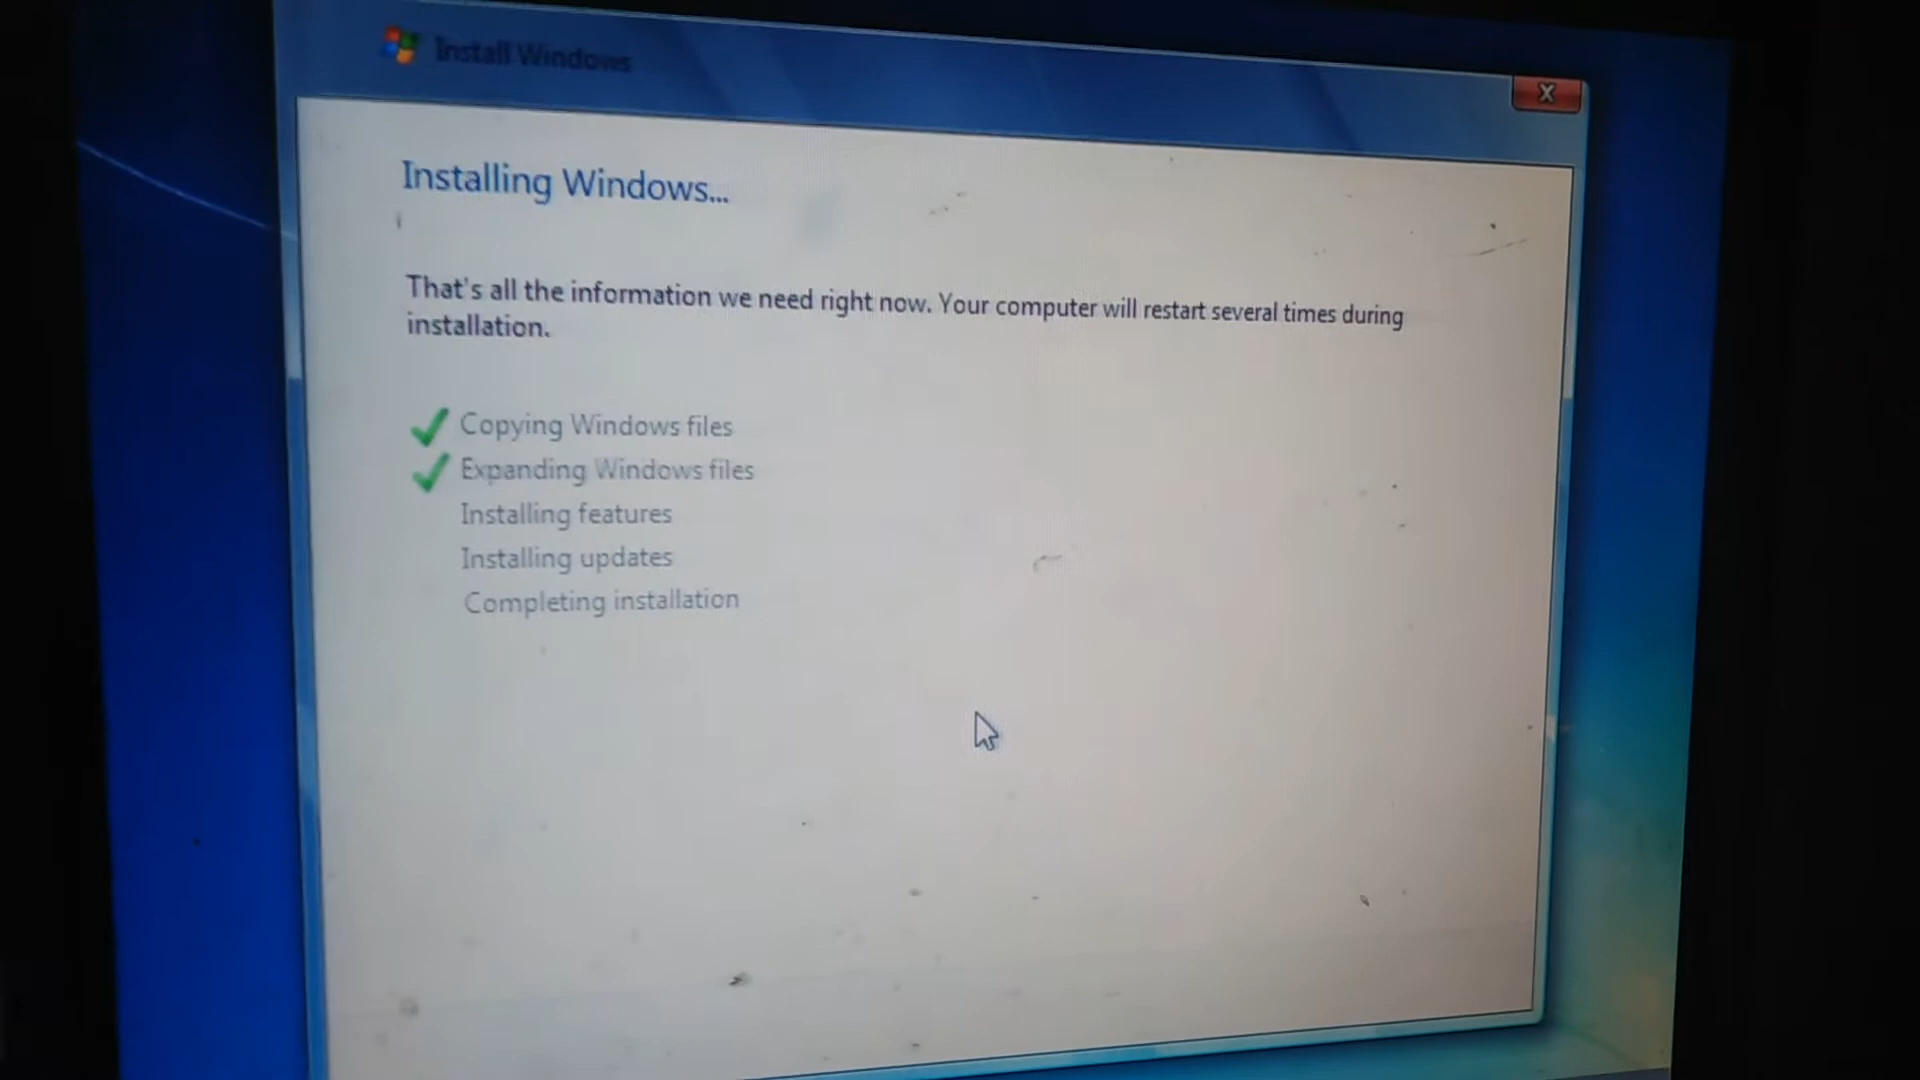 Install Windows
Installing Windows...
That's all the information we need right now. Your computer will restart several times during
installation.
Copying Windows files
Expanding Windows files
Installing features
Installing updates
Completing installation